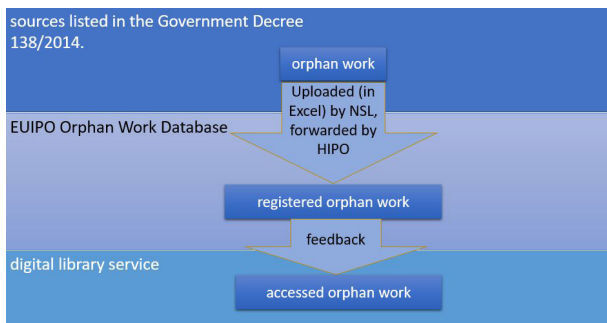 sources listed in the Government Decree
138/2014.
orphan work
Uploaded (in
Excel) by NSL,
forwarded by
HIPO
EUIPO Orphan Work Database
registered orphan work
feedback
digital library service
accessed orphan work